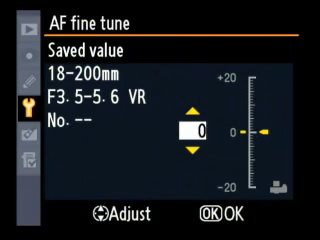 AF fine tune
Saved value
18-200mm
F3.5-5.6 VR
No. --
+20
0
0
-20
Adjust
OK OK